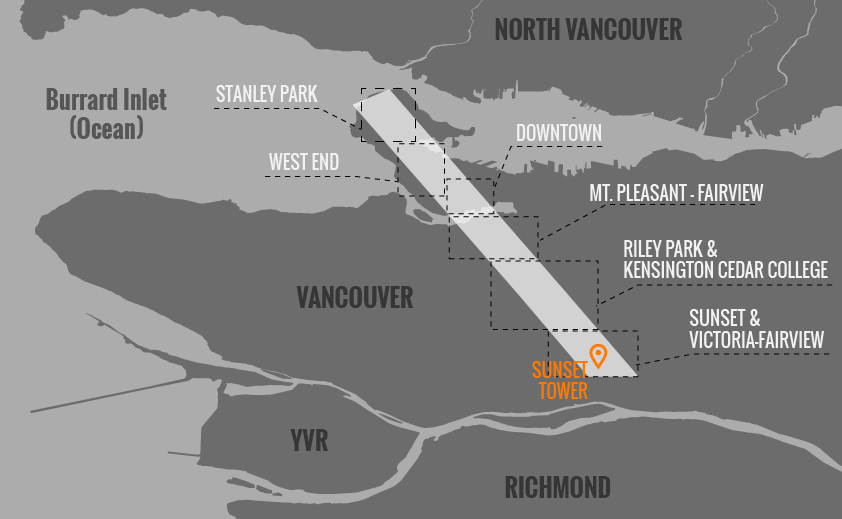 NORTH VANCOUVER
Burrard Inlet
(Ocean)
STANLEY PARK
DOWNTOWN
WEST END
MT. PLEASANT - FAIRVIEW
RILEY PARK &
KENSINGTON CEDAR COLLEGE
VANCOUVER
SUNSET &
VICTORIA-FAIRVIEW
SUNSET
TOWER
YVR
RICHMOND